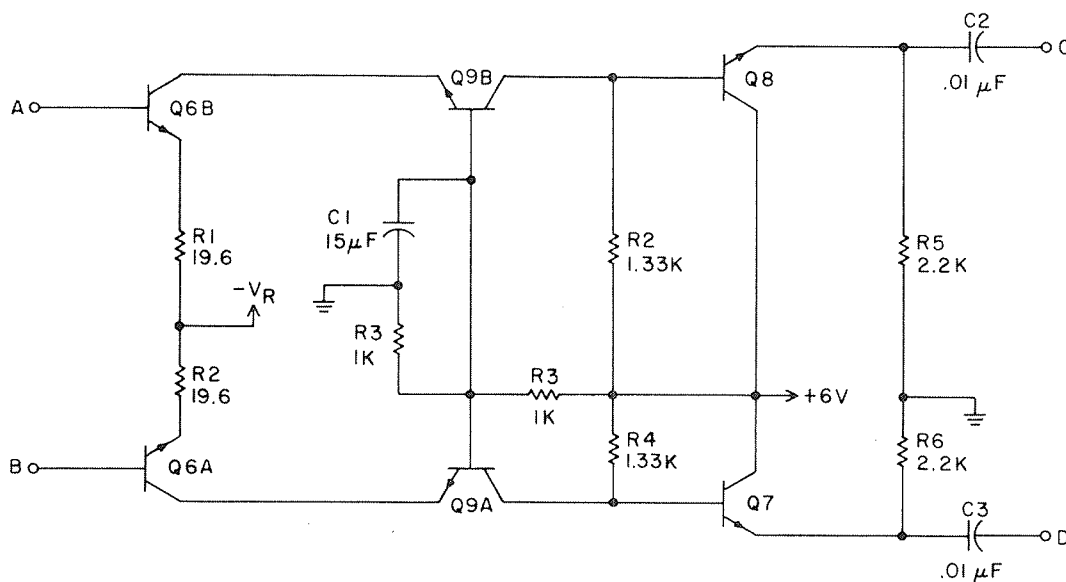 C2
C
.01 µF
Q9B
Q8
A
Q6B
C1
15µF
R1
19.6
R2
1.33K
R5
2.2K
-VR
R3
1K
R2
19.6
R3
1K
+6V
R4
1.33K
R6
2.2K
B
Q6A
Q9A
Q7
C3
D
.01 µF